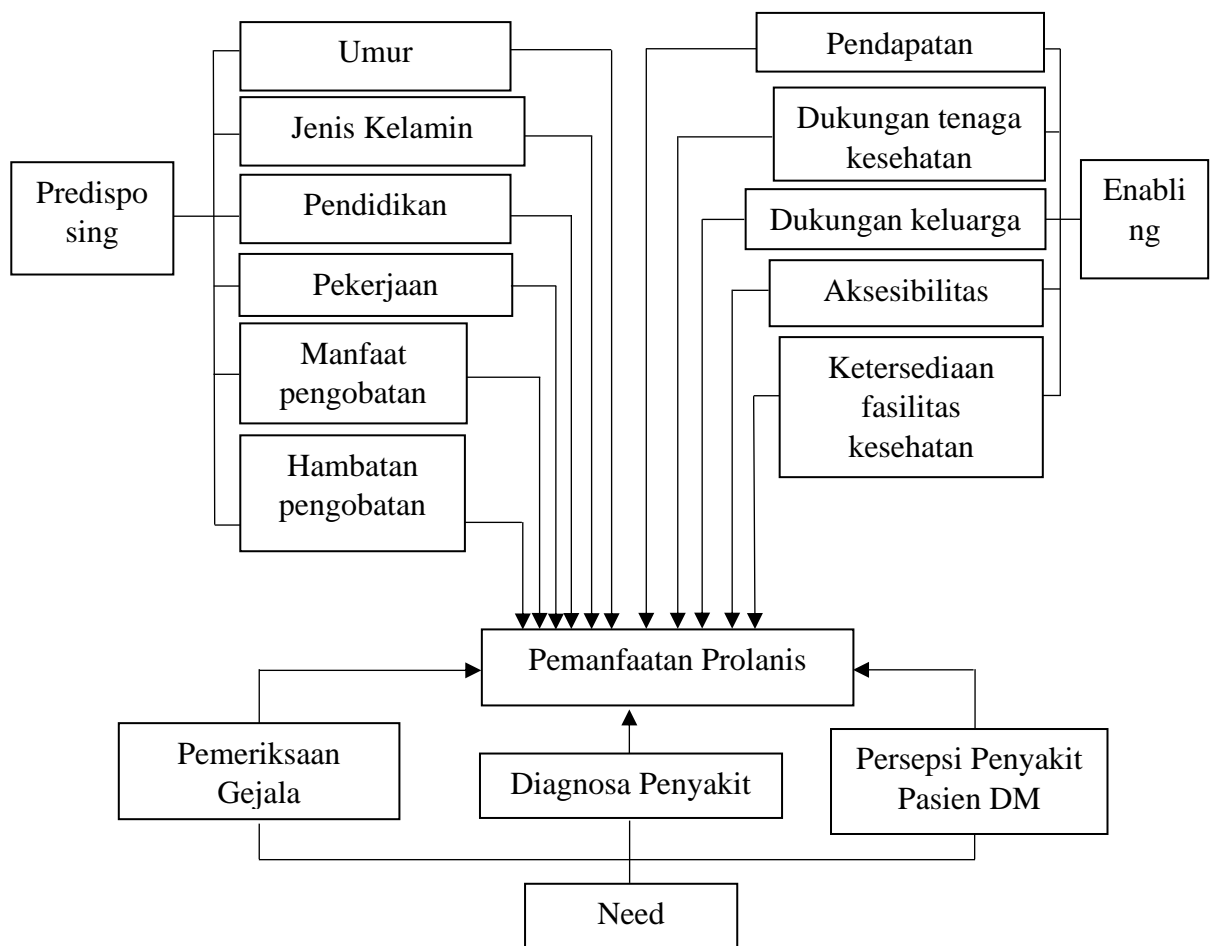 Umur
Jenis Kelamin
Predispo
sing
Pendidikan
Pekerjaan
Manfaat
pengobatan
Hambatan
pengobatan
Pendapatan
Dukungan tenaga
kesehatan
Dukungan keluarga
Enabli
ng
Aksesibilitas
Ketersediaan
fasilitas
kesehatan
Pemanfaatan Prolanis
Pemeriksaan
Gejala
Diagnosa Penyakit
Persepsi Penyakit
Pasien DM
Need